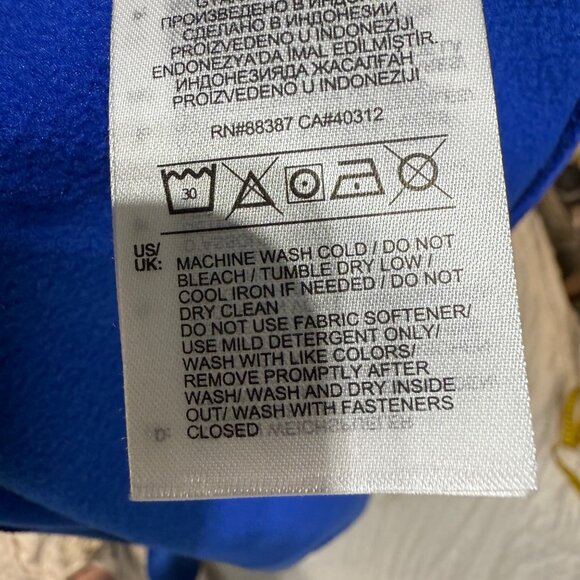 ПРОИЗВЕДЕНО В
СДЕЛАНО В ИНДОНЕЗИИ
PROIZVEDENO U INDONEZIJI
ENDONEZYA'DA IMAL EDILMIŞTIR.
ИНДОНЕЗИЯДА ЖАСАЛҒАН
PROIZVEDENO U INDONEZIJI
RN#88387 CA#40312
30
US/
UK:
MACHINE WASH COLD / DO NOT
BLEACH / TUMBLE DRY LOW /
COOL IRON IF NEEDED / DO NOT
DRY CLEAN
DO NOT USE FABRIC SOFTENER/
USE MILD DETERGENT ONLY/
WASH WITH LIKE COLORS/
REMOVE PROMPTLY AFTER
WASH/ WASH AND DRY INSIDE
OUT/ WASH WITH FASTENERS
CLOSED